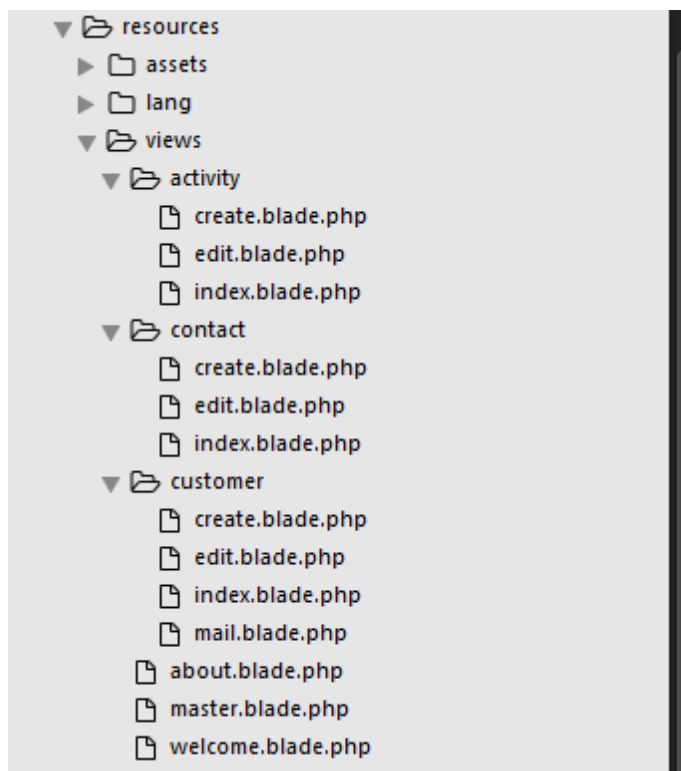 resources
assets
lang
views
activity
create.blade.php
edit.blade.php
index.blade.php
contact
create.blade.php
edit.blade.php
index.blade.php
customer
create.blade.php
edit.blade.php
index.blade.php
mail.blade.php
about.blade.php
master.blade.php
welcome.blade.php